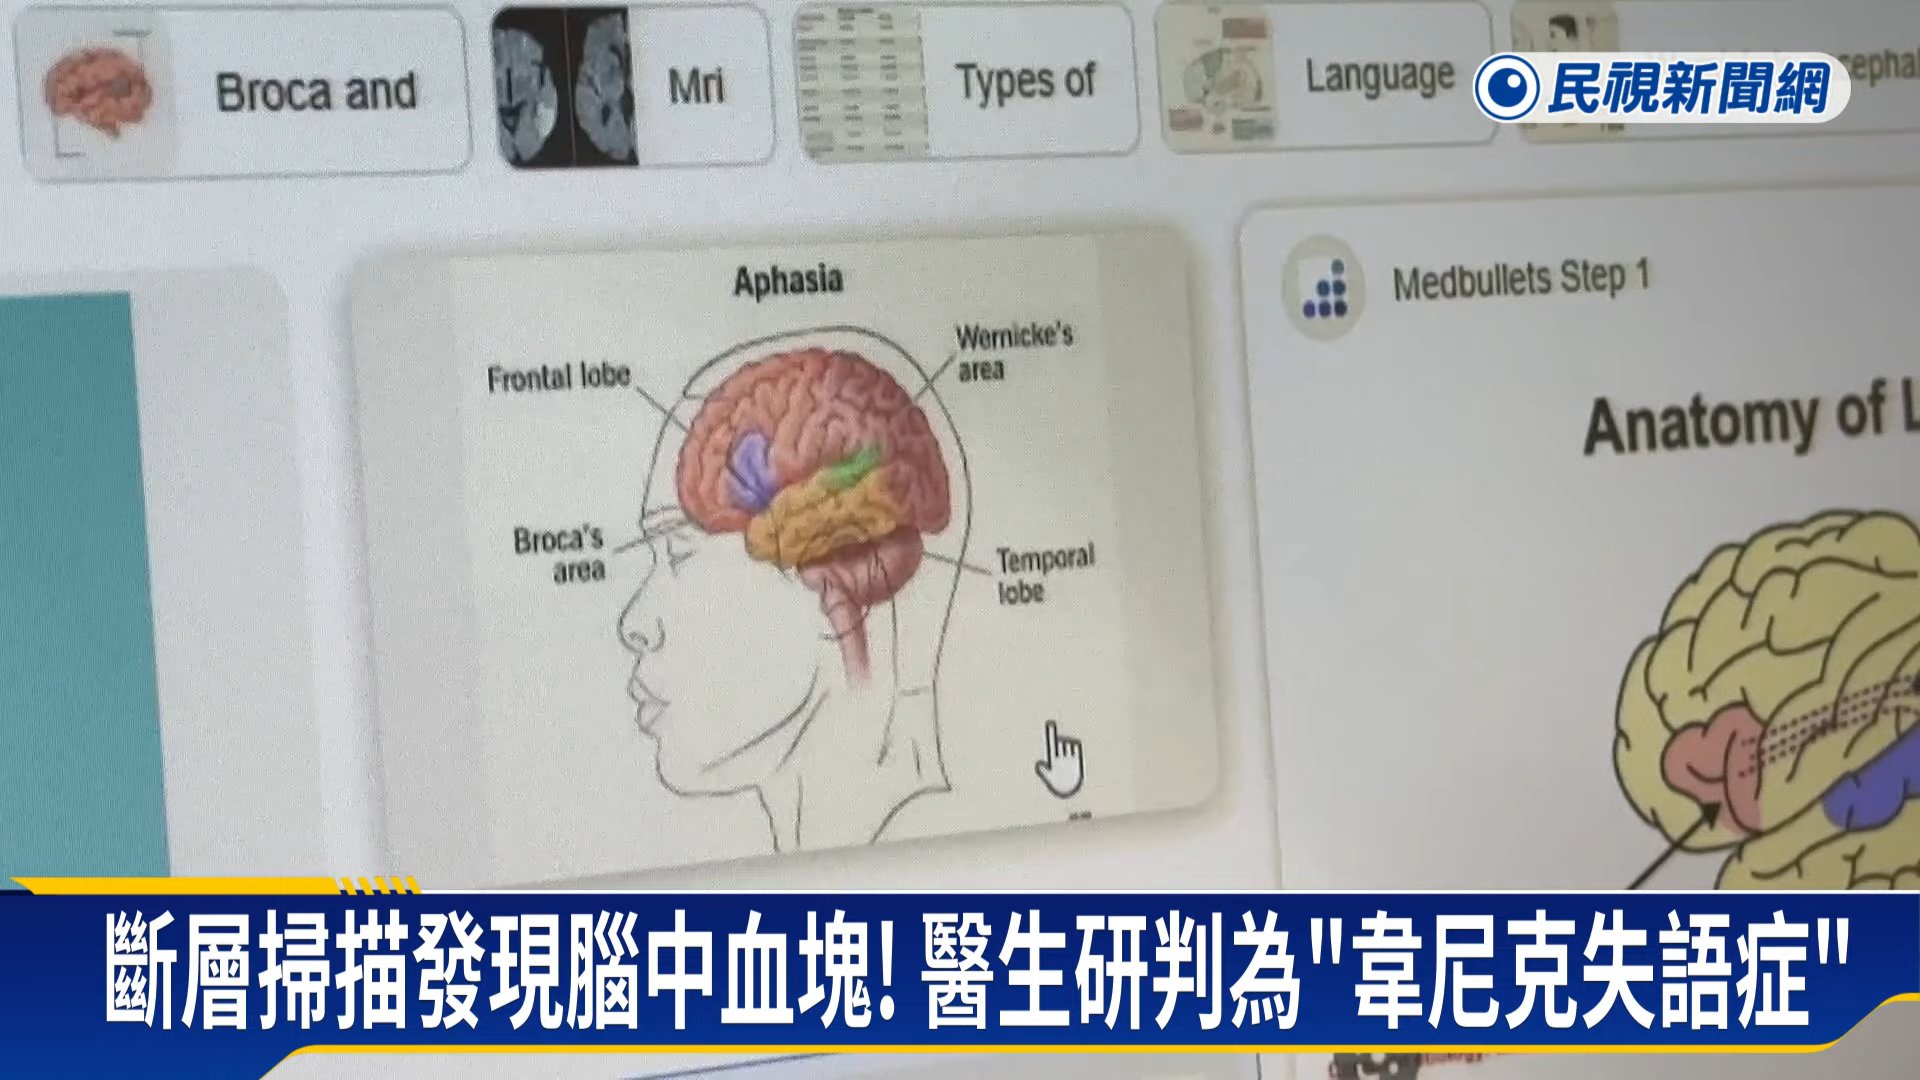 Broca and
Mri
Types of
Language
民視新聞網
Aphasia
Medbullets Step 1
Wernicke's
area
Frontal lobe
Anatomy of L
Broca's
area
Temporal
lobe
斷層掃描發現腦中血塊! 醫生研判為"韋尼克失語症"